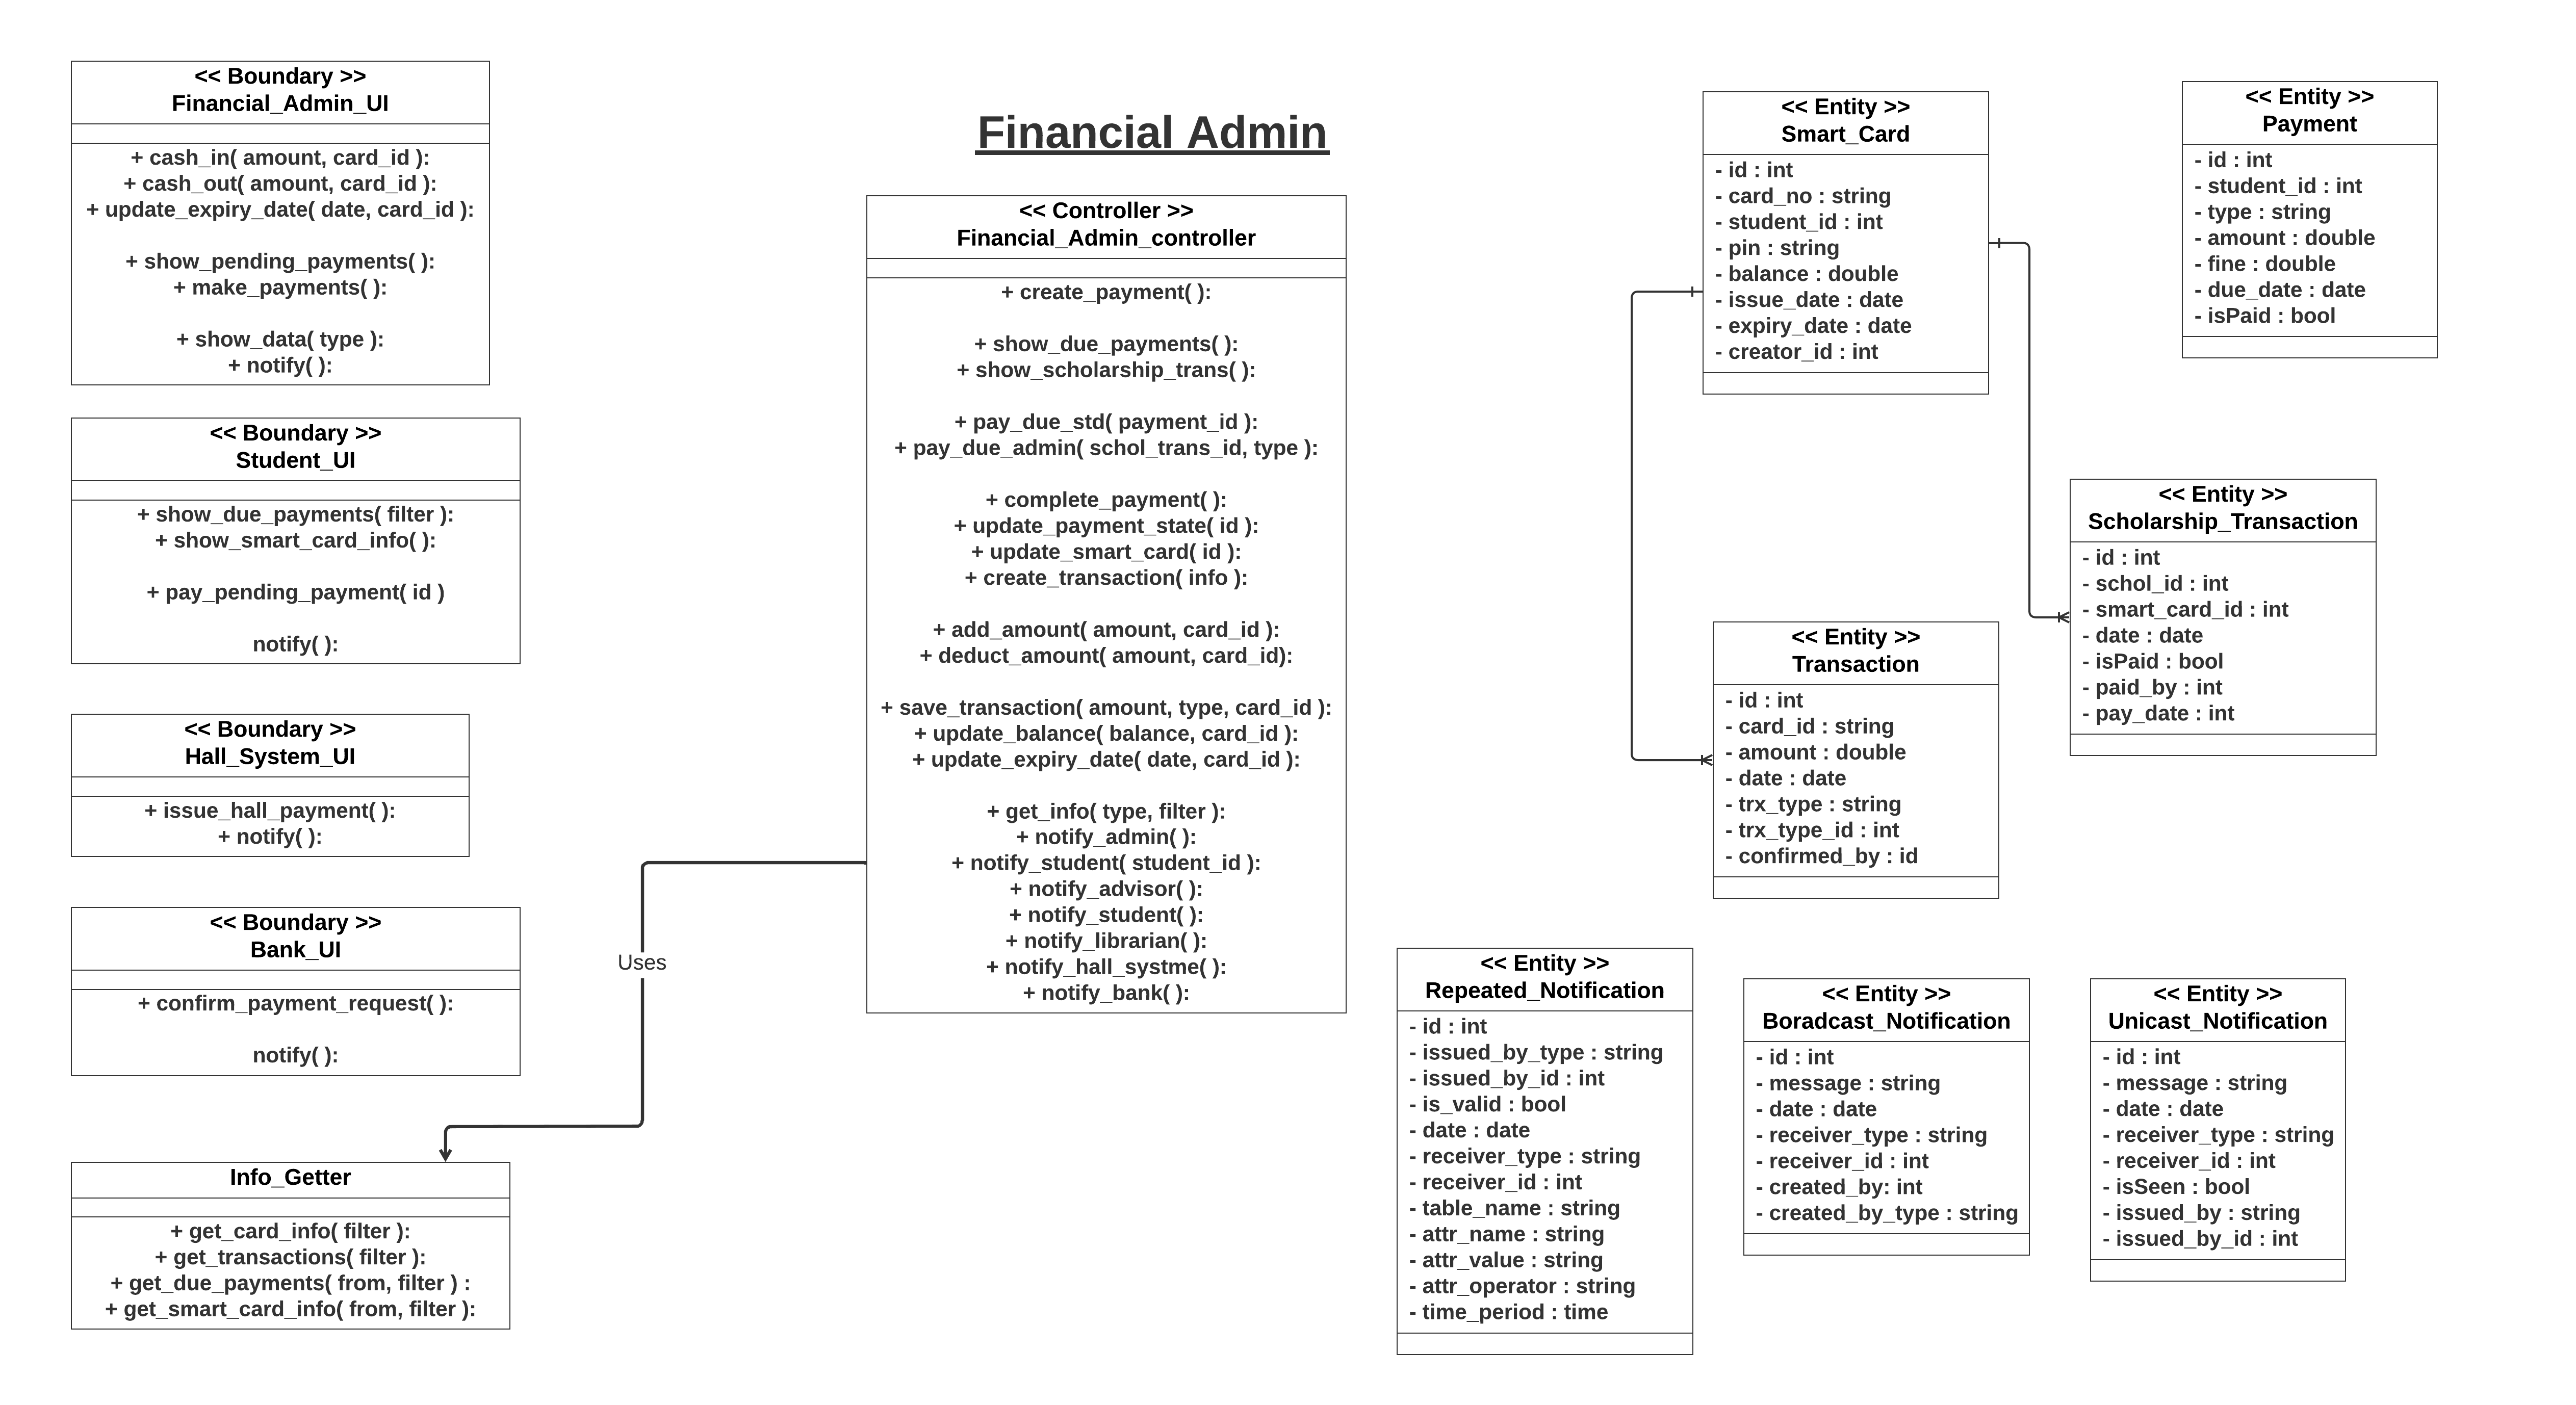 << Boundary >>
Financial_Admin_UI
+ cash_in( amount, card_id ):
+ cash_out( amount, card_id ):
+ update_expiry_date( date, card_id ):
+ show_pending_payments( ):
+ make_payments( ):
+ show_data( type ):
+ notify( ):
<< Boundary >>
Student_UI
+ show_due_payments( filter ):
+ show_smart_card_info( ):
+ pay_pending_payment( id )
notify( ):
<< Boundary >>
Hall_System_UI
+ issue_hall_payment( ):
+ notify( ):
<< Boundary >>
Bank_UI
+ confirm_payment_request( ):
notify( ):
Info_Getter
+ get_card_info( filter ):
+ get_transactions( filter ):
+ get_due_payments( from, filter ) :
+ get_smart_card_info( from, filter ):
Uses
Financial Admin
<< Controller >>
Financial_Admin_controller
+ create_payment( ):
+ show_due_payments( ):
+ show_scholarship_trans( ):
+ pay_due_std( payment_id ):
+ pay_due_admin( schol_trans_id, type ):
+ complete_payment( ):
+ update_payment_state( id ):
+ update_smart_card( id ):
+ create_transaction( info ):
+ add_amount( amount, card_id ):
+ deduct_amount( amount, card_id):
+ save_transaction( amount, type, card_id ):
+ update_balance( balance, card_id ):
+ update_expiry_date( date, card_id ):
+ get_info( type, filter ):
+ notify_admin( ):
+ notify_student( student_id ):
+ notify_advisor( ):
+ notify_student( ):
+ notify_librarian( ):
+ notify_hall_systme( ):
+ notify_bank( ):
<< Entity >>
Smart_Card
- id : int
- card_no : string
- student_id : int
- pin : string
- balance : double
- issue_date : date
- expiry_date : date
- creator_id : int
<< Entity >>
Payment
- id : int
- student_id : int
- type : string
- amount : double
- fine : double
- due_date : date
- isPaid : bool
<< Entity >>
Scholarship_Transaction
- id : int
- schol_id : int
- smart_card_id : int
- date : date
- isPaid : bool
- paid_by : int
- pay_date : int
<< Entity >>
Transaction
- id : int
- card_id : string
- amount : double
- date : date
- trx_type : string
- trx_type_id : int
- confirmed_by : id
<< Entity >>
Repeated_Notification
- id : int
- issued_by_type : string
- issued_by_id : int
- is_valid : bool
- date : date
- receiver_type : string
- receiver_id : int
- table_name : string
- attr_name : string
- attr_value : string
- attr_operator : string
- time_period : time
<< Entity >>
Boradcast_Notification
- id : int
- message : string
- date : date
- receiver_type : string
- receiver_id : int
- created_by: int
- created_by_type : string
<< Entity >>
Unicast_Notification
- id : int
- message : string
- date : date
- receiver_type : string
- receiver_id : int
- isSeen : bool
- issued_by : string
- issued_by_id : int